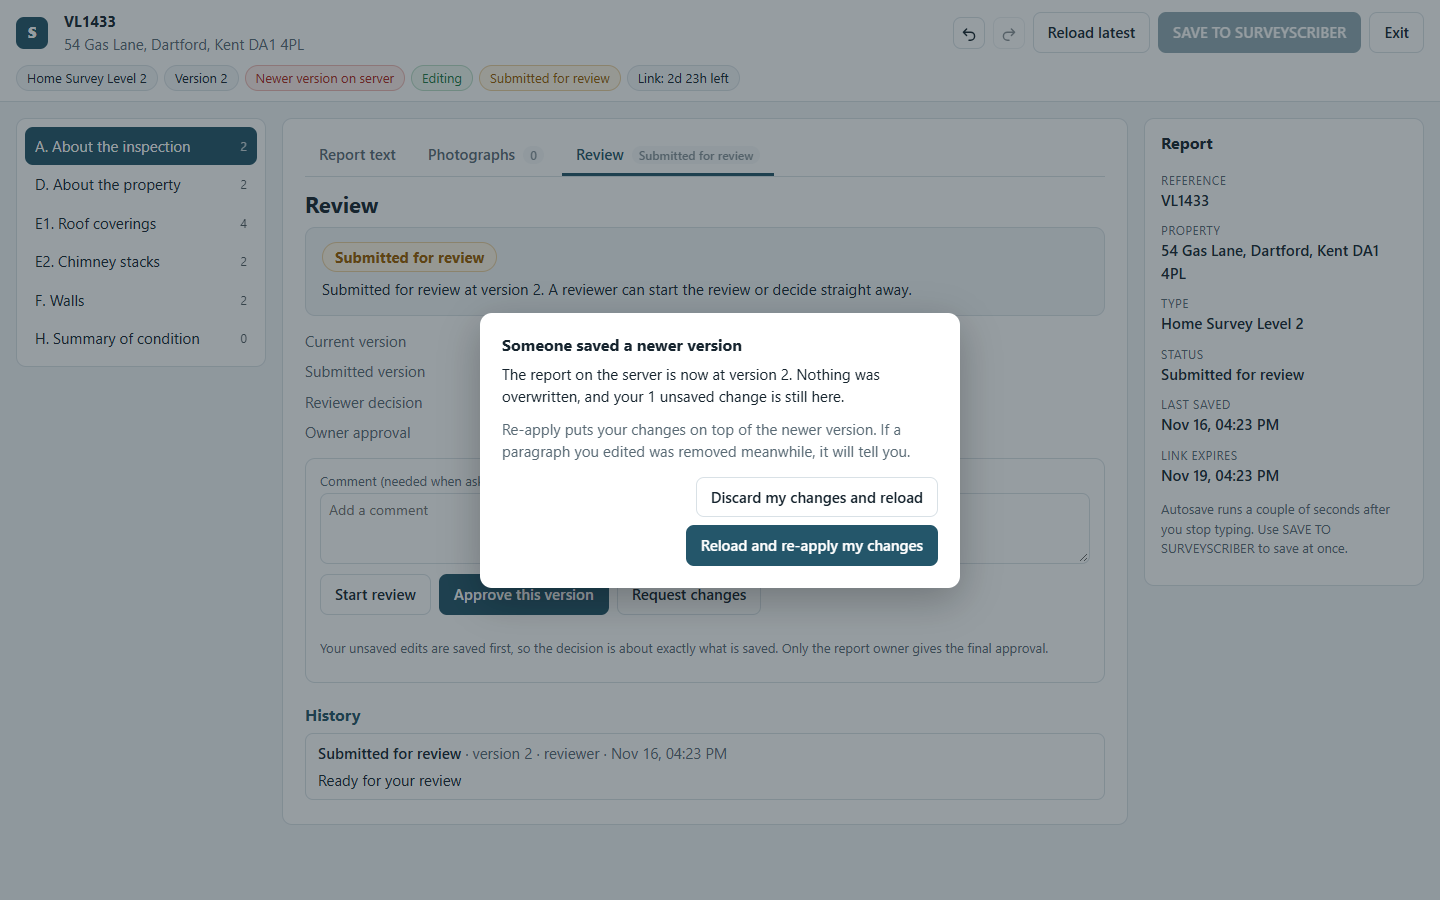 S
VL1433
54 Gas Lane, Dartford, Kent DA1 4PL
Reload latest
SAVE TO SURVEYSCRIBER
Exit
Home Survey Level 2
Version 2
Newer version on server
Editing
Submitted for review
Link: 2d 23h left
A. About the inspection 2
D. About the property 2
E1. Roof coverings 4
E2. Chimney stacks 2
F. Walls 2
H. Summary of condition 0
Report text
Photographs 0
Review Submitted for review
Review
Submitted for review
Submitted for review at version 2. A reviewer can start the review or decide straight away.
Current version
Submitted version
Reviewer decision
Owner approval
Comment (needed when
Add a comment
Start review
Approve this version
Request changes
Your unsaved edits are saved first, so the decision is about exactly what is saved. Only the report owner gives the final approval.
History
Submitted for review · version 2 · reviewer · Nov 16, 04:23 PM
Ready for your review
Someone saved a newer version
The report on the server is now at version 2. Nothing was
overwritten, and your 1 unsaved change is still here.
Re-apply puts your changes on top of the newer version. If a
paragraph you edited was removed meanwhile, it will tell you.
Discard my changes and reload
Reload and re-apply my changes
Report
REFERENCE
VL1433
PROPERTY
54 Gas Lane, Dartford, Kent DA1
4PL
TYPE
Home Survey Level 2
STATUS
Submitted for review
LAST SAVED
Nov 16, 04:23 PM
LINK EXPIRES
Nov 19, 04:23 PM
Autosave runs a couple of seconds after
you stop typing. Use SAVE TO
SURVEYSCRIBER to save at once.